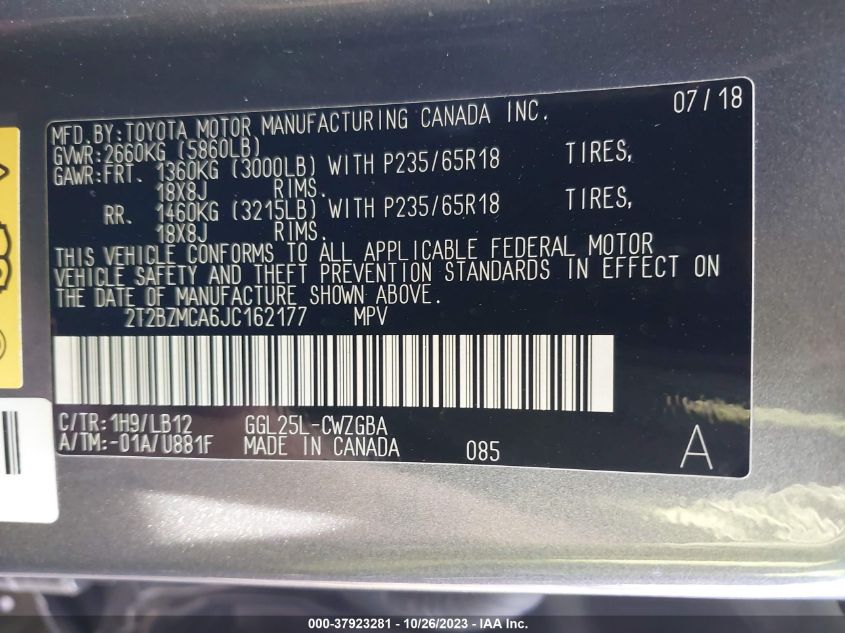 MFD. BY: TOYOTA MOTOR MANUFACTURING CANADA INC. 07/18
GVWR: 2660KG (5860LB)
GAWR: FRT. 1360KG (3000LB) WITH P235/65R18 TIRES,
18X8J RIMS.
RR. 1460KG (3215LB) WITH P235/65R18 TIRES,
18X8J RIMS.
THIS VEHICLE CONFORMS TO ALL APPLICABLE FEDERAL MOTOR
VEHICLE SAFETY AND THEFT PREVENTION STANDARDS IN EFFECT ON
THE DATE OF MANUFACTURE SHOWN ABOVE.
2T2BZMCA6JC162177 MPV
C/TR: 1H9/LB12 GGL25L-CWZGBA
A/TM: -01A/U881F MADE IN CANADA 085 A
000-37923281 - 10/26/2023 - IAA Inc.